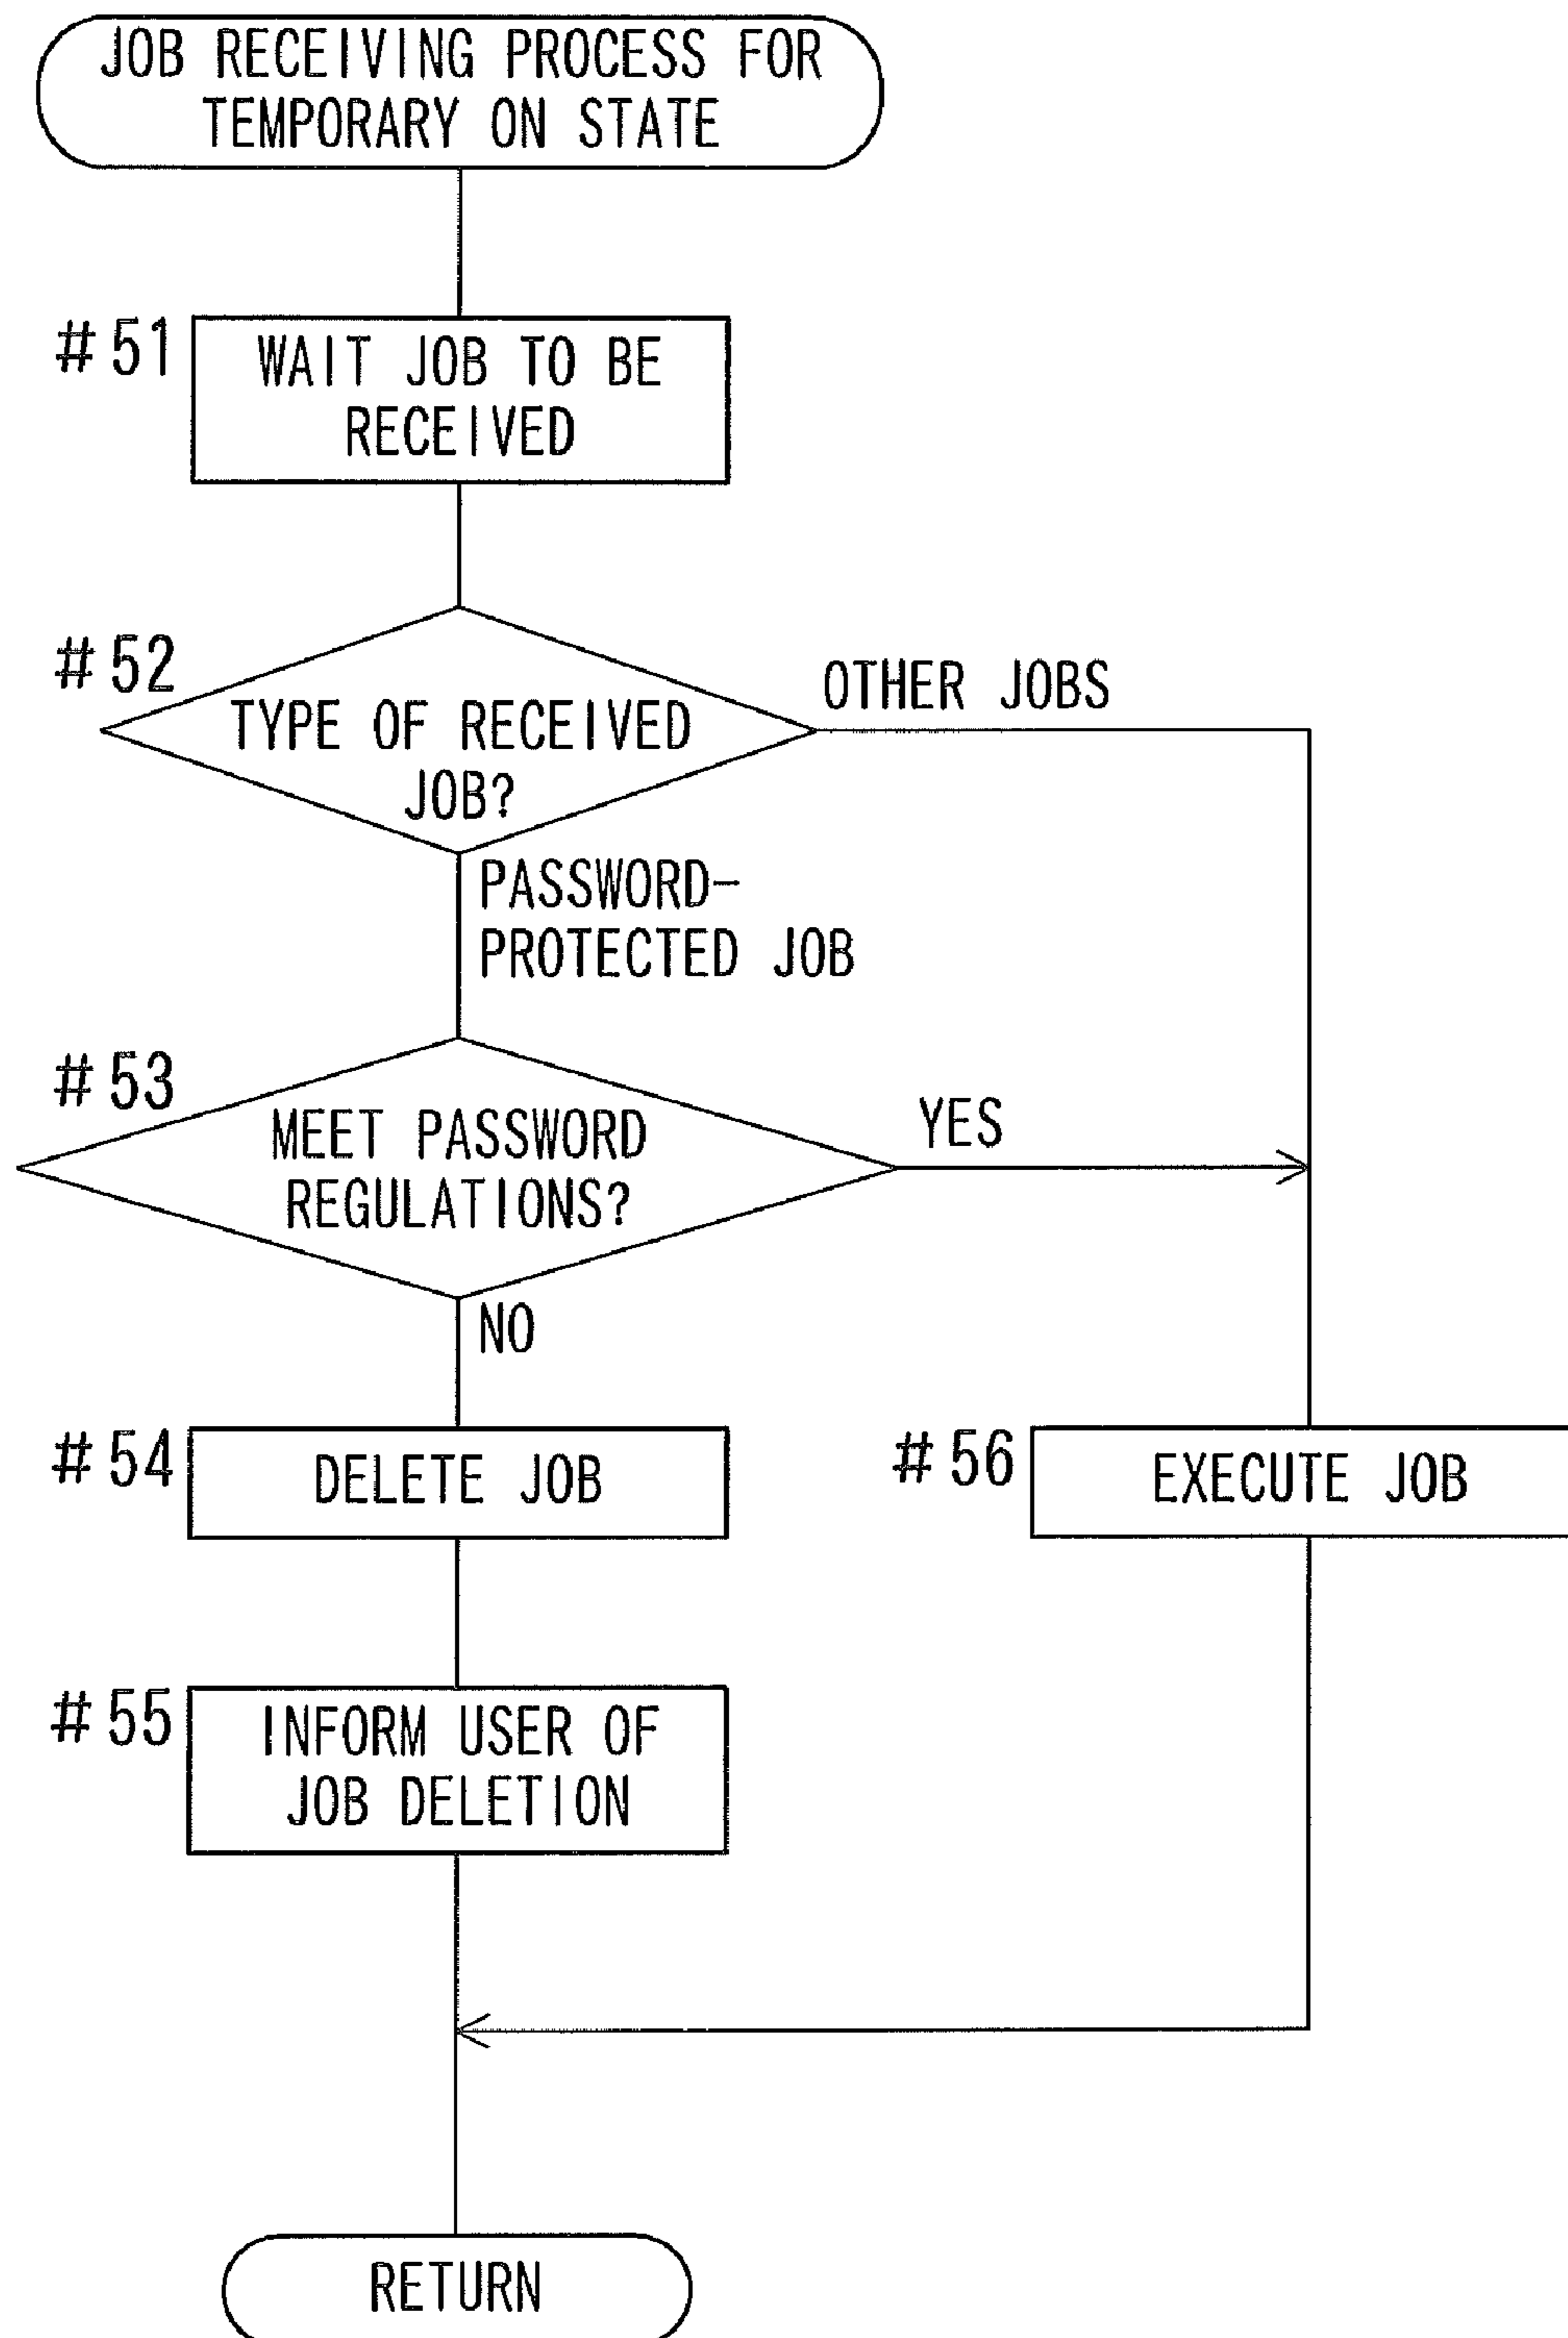 JOB RECEIVING PROCESS FOR
TEMPORARY ON STATE
#51
WAIT JOB TO BE
RECEIVED
#52
TYPE OF RECEIVED
JOB?
OTHER JOBS
PASSWORD-
PROTECTED JOB
#53
MEET PASSWORD
REGULATIONS?
YES
NO
#54
DELETE JOB
#56
EXECUTE JOB
#55
INFORM USER OF
JOB DELETION
RETURN